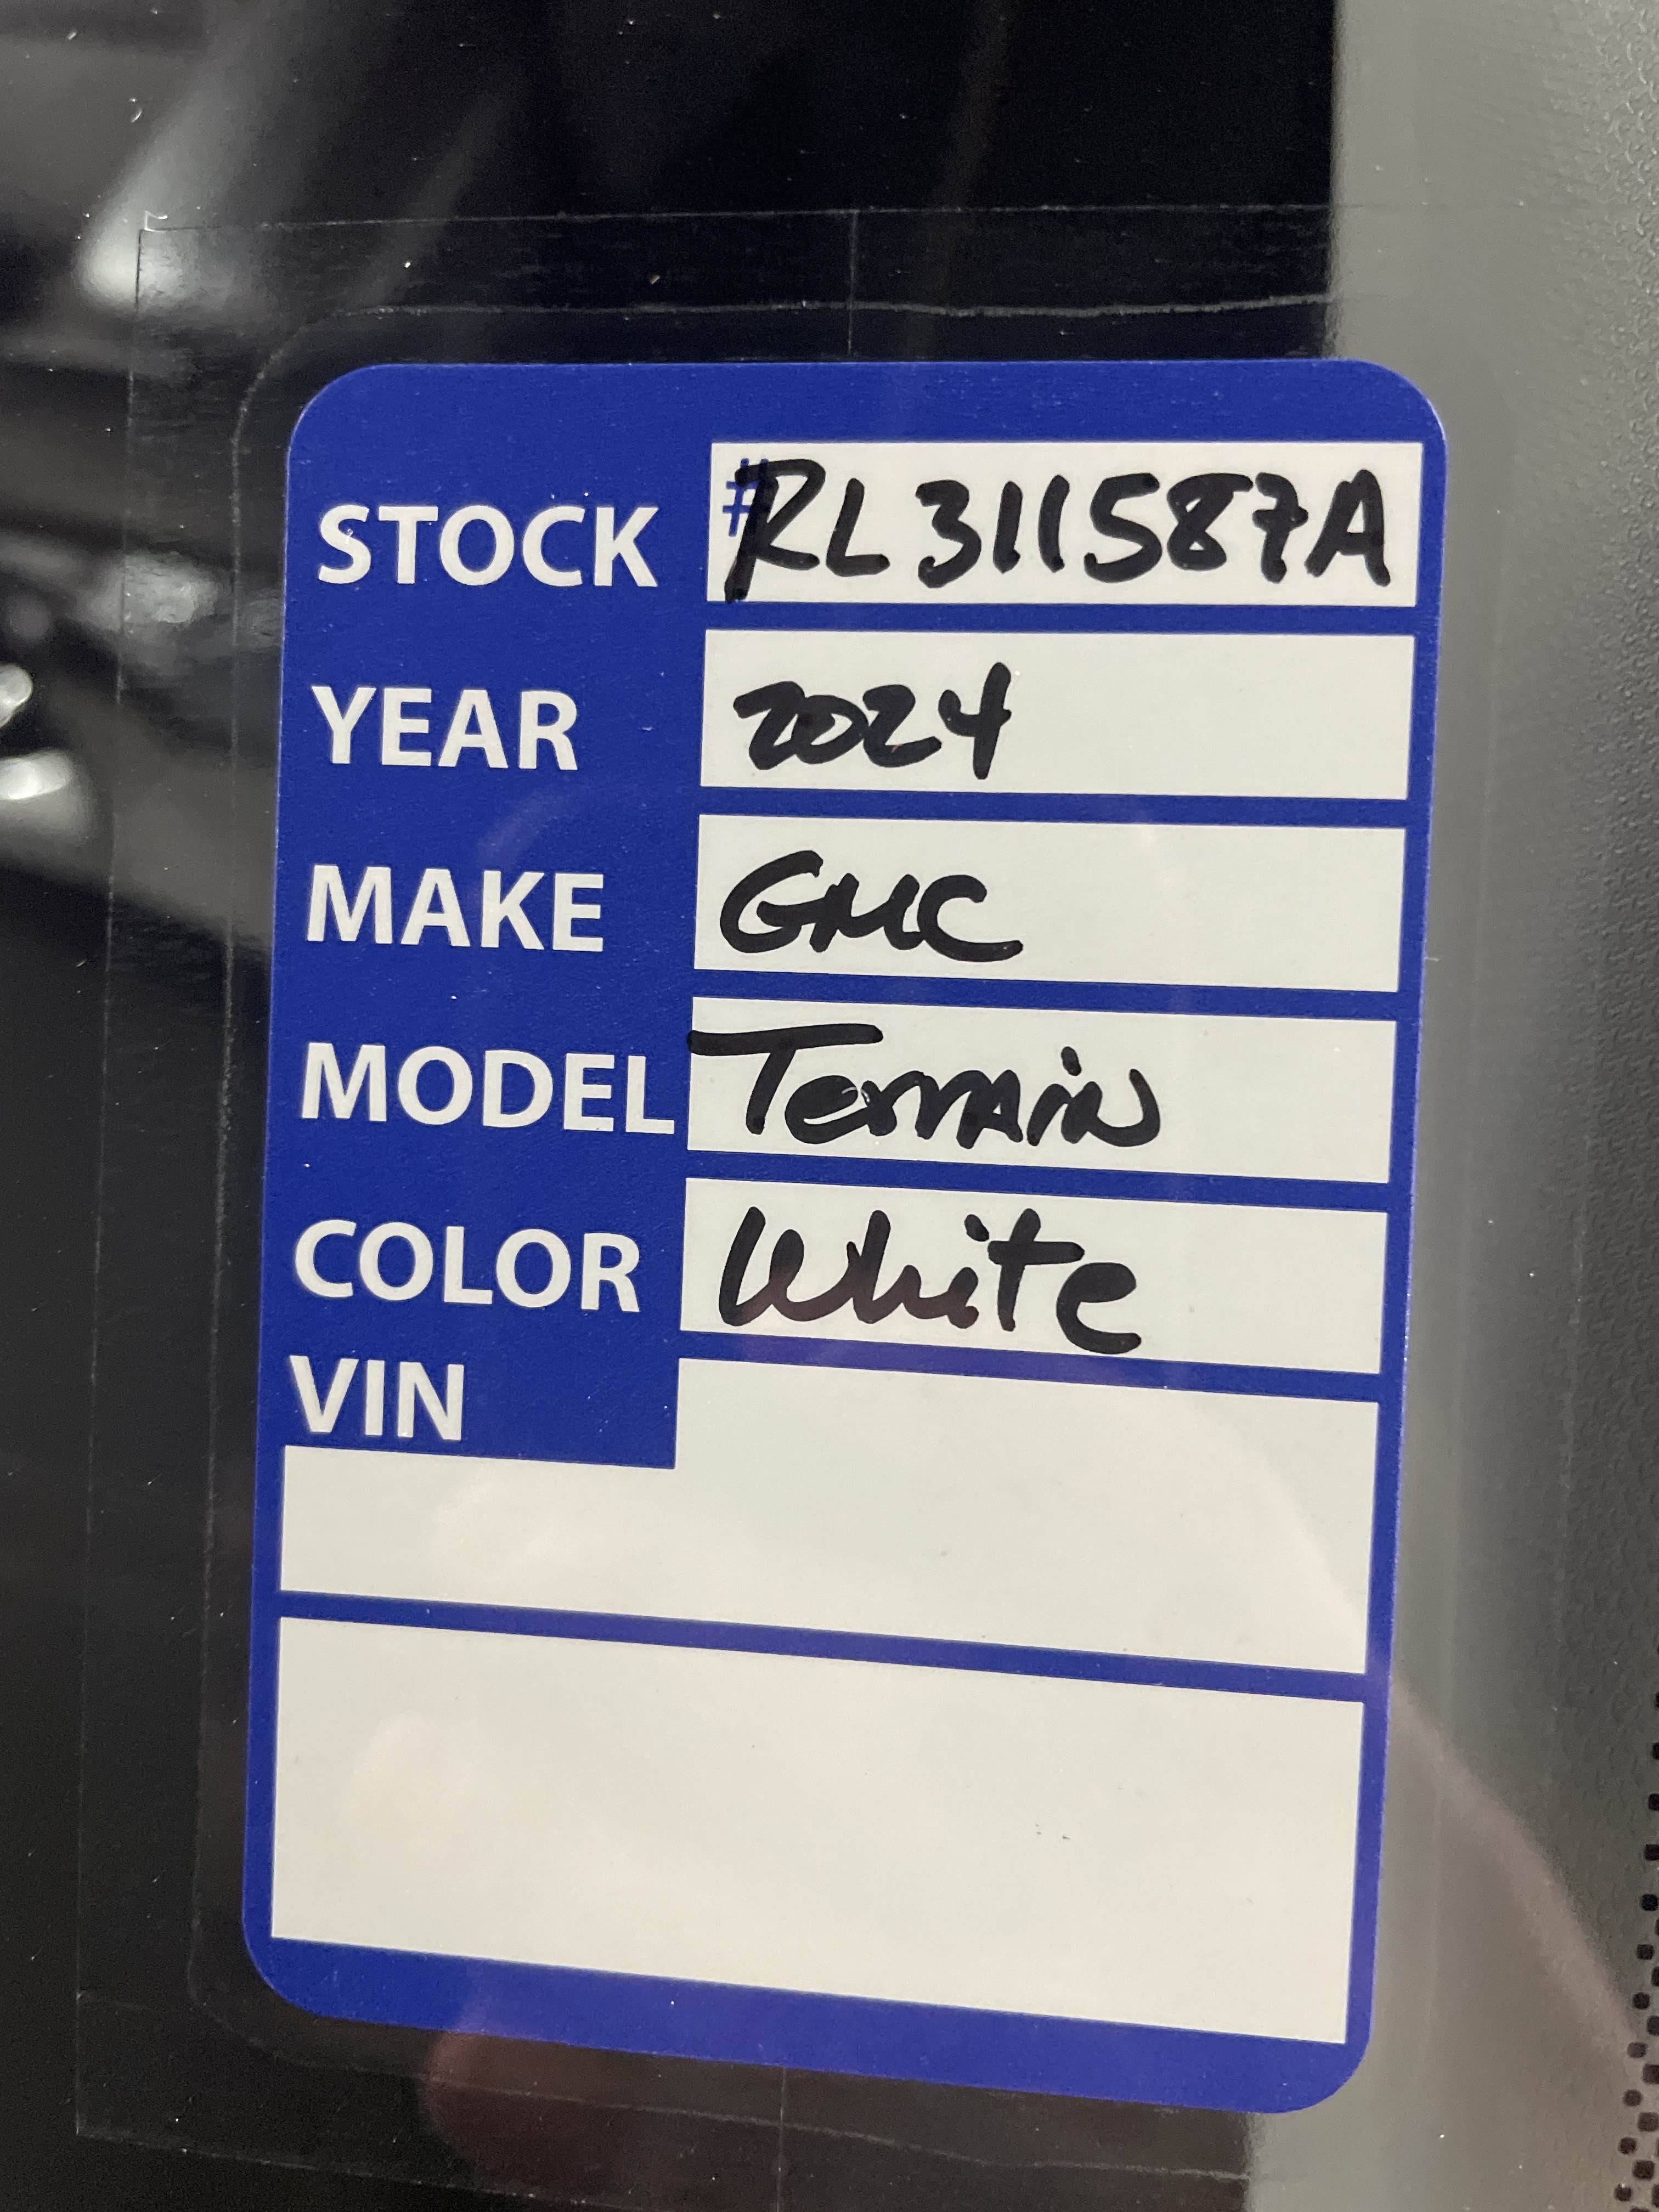 STOCK #RL311587A
YEAR 2024
MAKE GMC
MODEL Terrain
COLOR White
VIN